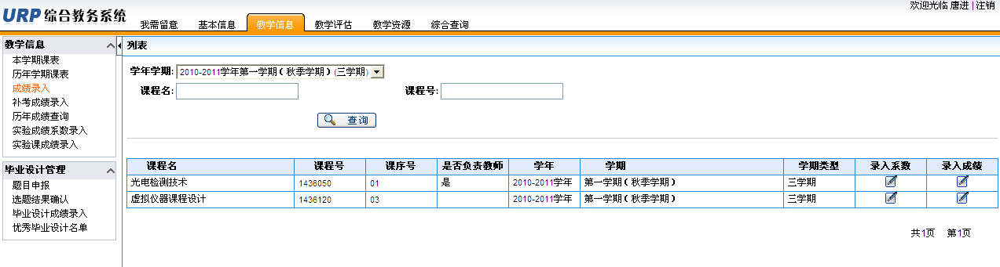 欢迎光临 唐进 | 注销
URP 综合教务系统
我需留意 基本信息 教学信息 教学评估 教学资源 综合查询
教学信息
本学期课表
历年学期课表
成绩录入
补考成绩录入
历年成绩查询
实验成绩系数录入
实验课成绩录入
毕业设计管理
题目申报
选题结果确认
毕业设计成绩录入
优秀毕业设计名单
列表
学年学期: 2010-2011学年第一学期(秋季学期)(三学期)
课程名: 课程号:
查询
课程名 课程号 课序号 是否负责教师 学年 学期 学期类型 录入系数 录入成绩
光电检测技术 1436050 01 是 2010-2011学年 第一学期(秋季学期) 三学期
虚拟仪器课程设计 1436120 03 2010-2011学年 第一学期(秋季学期) 三学期
共1页 第1页